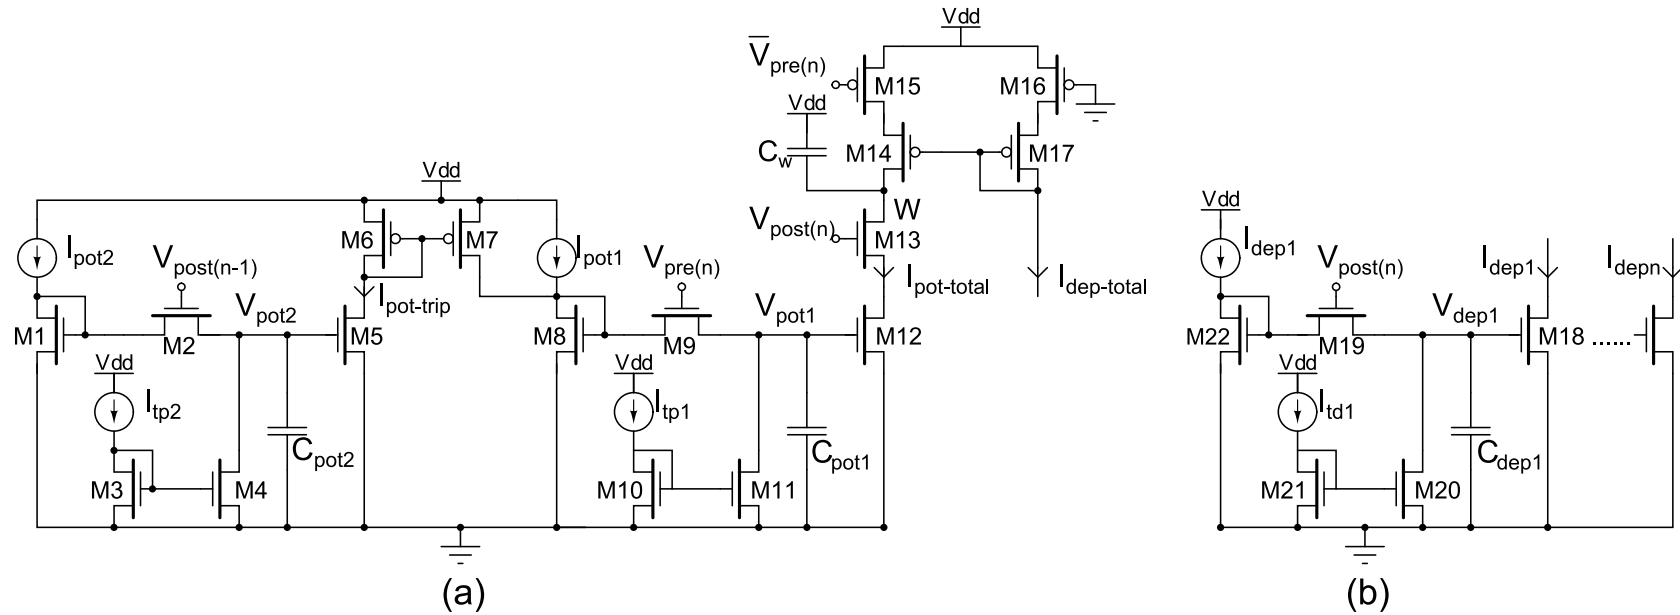 Vdd
V̅pre(n)
M15
M16
Vdd
Cw
M14
M17
Vdd
W
Vpost(n)
M13
Vdd
M6
M7
Ipot2
Vpost(n-1)
Ipot1
Vpre(n)
Ipot-total
Idep-total
Idep1
Vpost(n)
Idep1
Idepn
Ipot-trip
Vpot2
Vpot1
Vdep1
M1
M2
M5
M8
M9
M12
M22
M19
M18
......
Vdd
Vdd
Vdd
Itp2
Itp1
Itd1
Cpot2
Cpot1
Cdep1
M3
M4
M10
M11
M21
M20
(a)
(b)